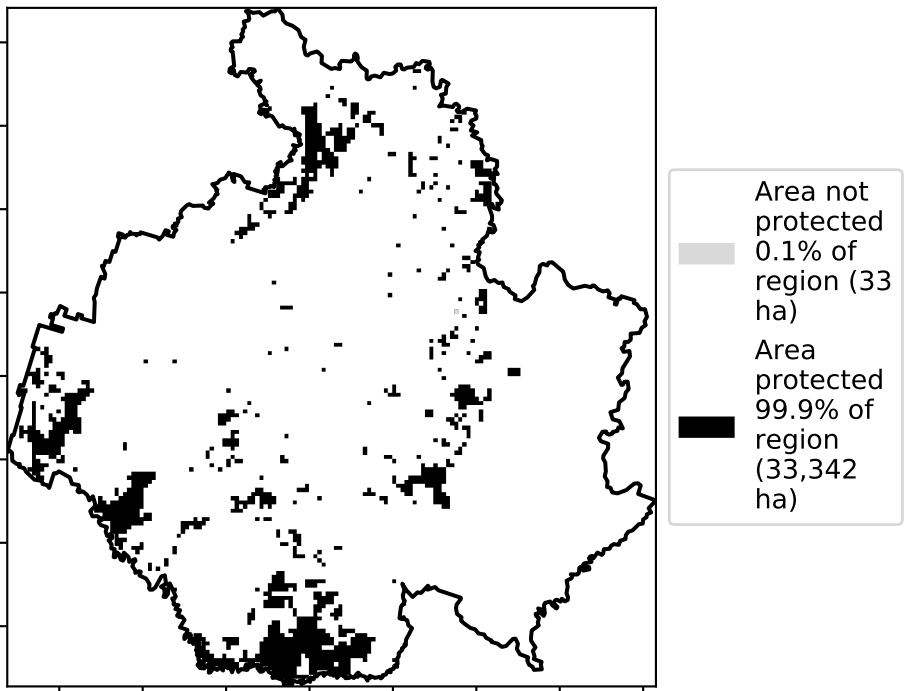 Area not
protected
0.1% of
region (33
ha)
Area
protected
99.9% of
region
(33,342
ha)